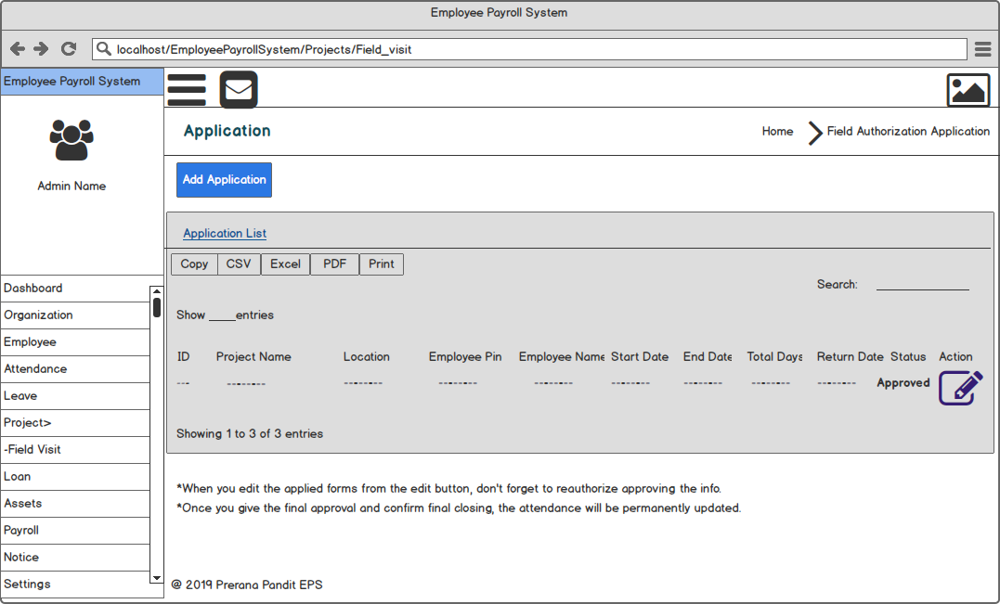 Employee Payroll System
localhost/EmployeePayrollSystem/Projects/Field_visit
Employee Payroll System
Admin Name
Dashboard
Organization
Employee
Attendance
Leave
Project>
-Field Visit
Loan
Assets
Payroll
Notice
Settings
Application
Home Field Authorization Application
Add Application
Application List
Copy CSV Excel PDF Print
Search: __________
Show ____entries
ID Project Name Location Employee Pin Employee Name Start Date End Date Total Days Return Date Status Action
--- -------- -------- -------- -------- -------- -------- -------- -------- Approved
Showing 1 to 3 of 3 entries
*When you edit the applied forms from the edit button, don't forget to reauthorize approving the info.
*Once you give the final approval and confirm final closing, the attendance will be permanently updated.
@ 2019 Prerana Pandit EPS